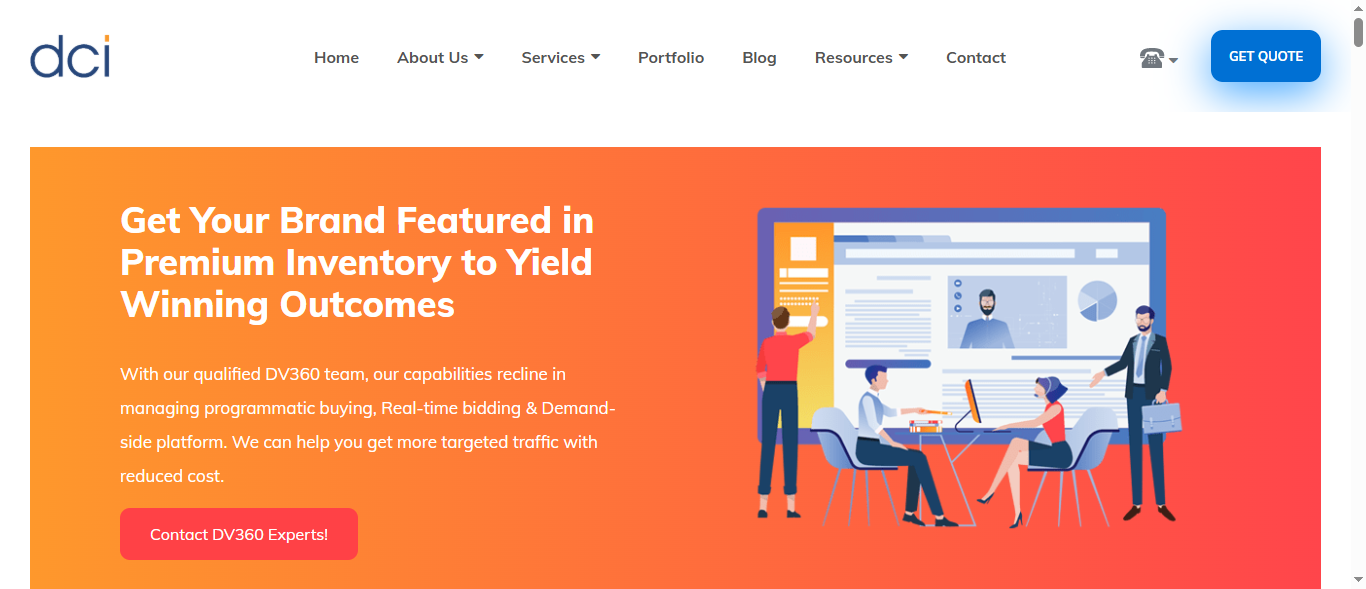 dci
Home
About Us
Services
Portfolio
Blog
Resources
Contact
GET QUOTE
Get Your Brand Featured in
Premium Inventory to Yield
Winning Outcomes
With our qualified DV360 team, our capabilities recline in
managing programmatic buying, Real-time bidding & Demand-
side platform. We can help you get more targeted traffic with
reduced cost.
Contact DV360 Experts!